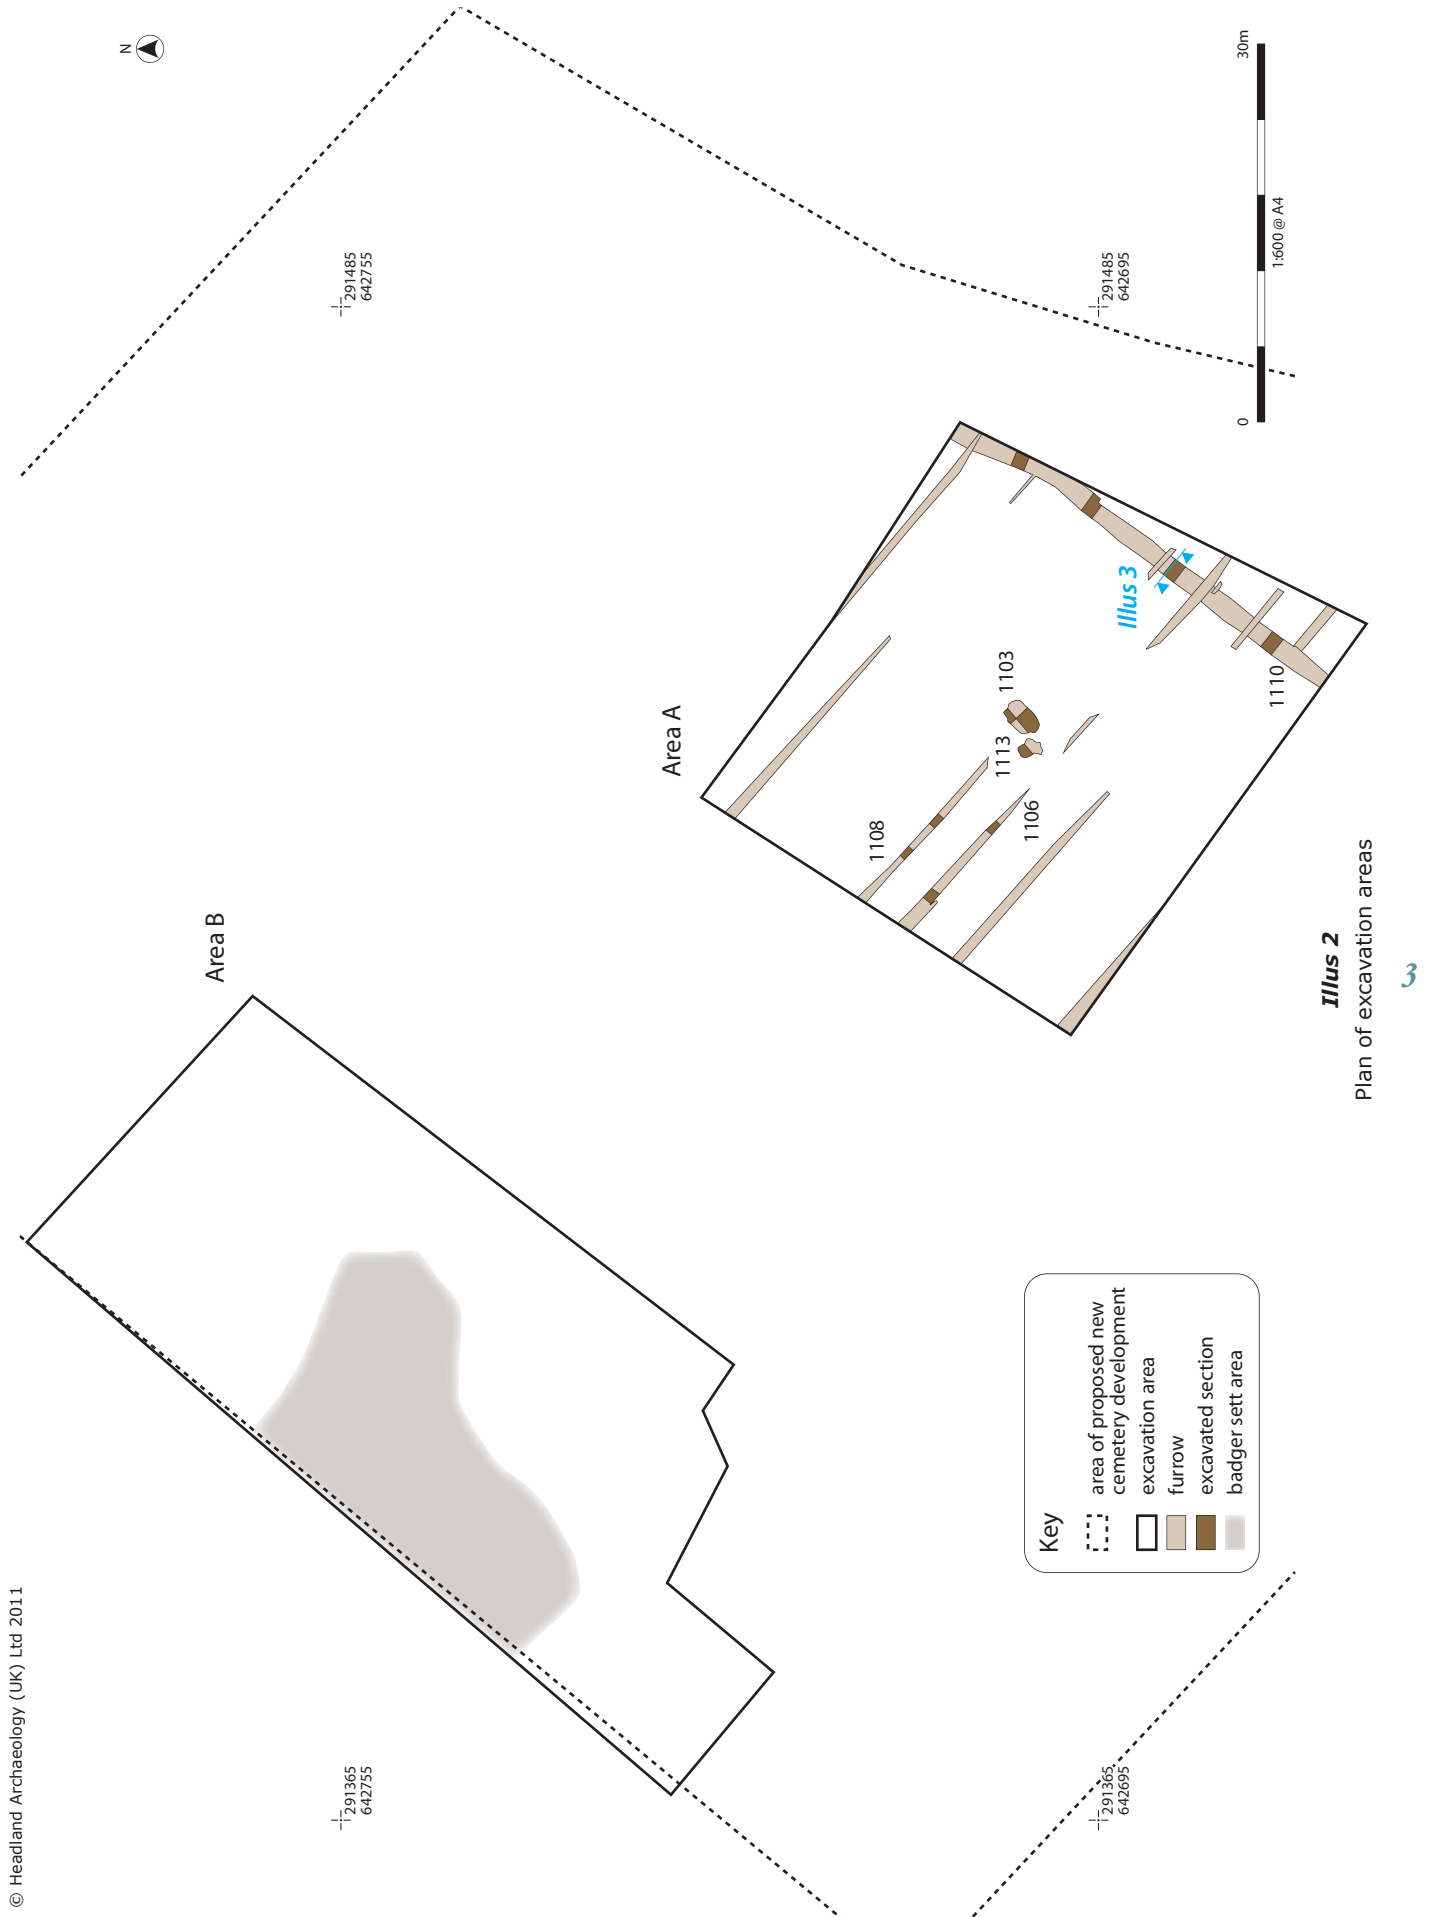 © Headland Archaeology (UK) Ltd 2011
N
291365
642755
291485
642755
Area B
Area A
1108
1113
1103
1106
Illus 3
1110
291365
642695
291485
642695
Key
area of proposed new
cemetery development
excavation area
furrow
excavated section
badger sett area
0
30m
1:600 @ A4
Illus 2
Plan of excavation areas
3